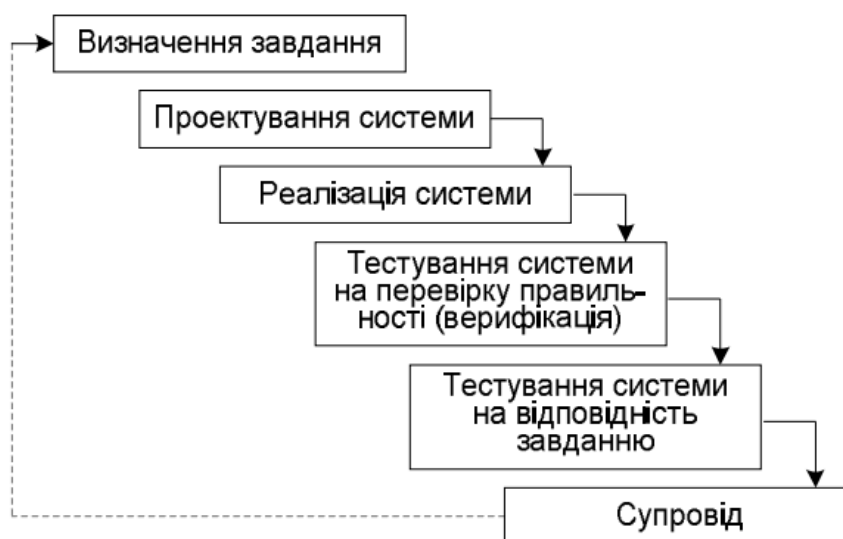 Визначення завдання
Проектування системи
Реалізація системи
Тестування системи
на перевірку правиль-
ності (верифікація)
Тестування системи
на відповідність
завданню
Супровід